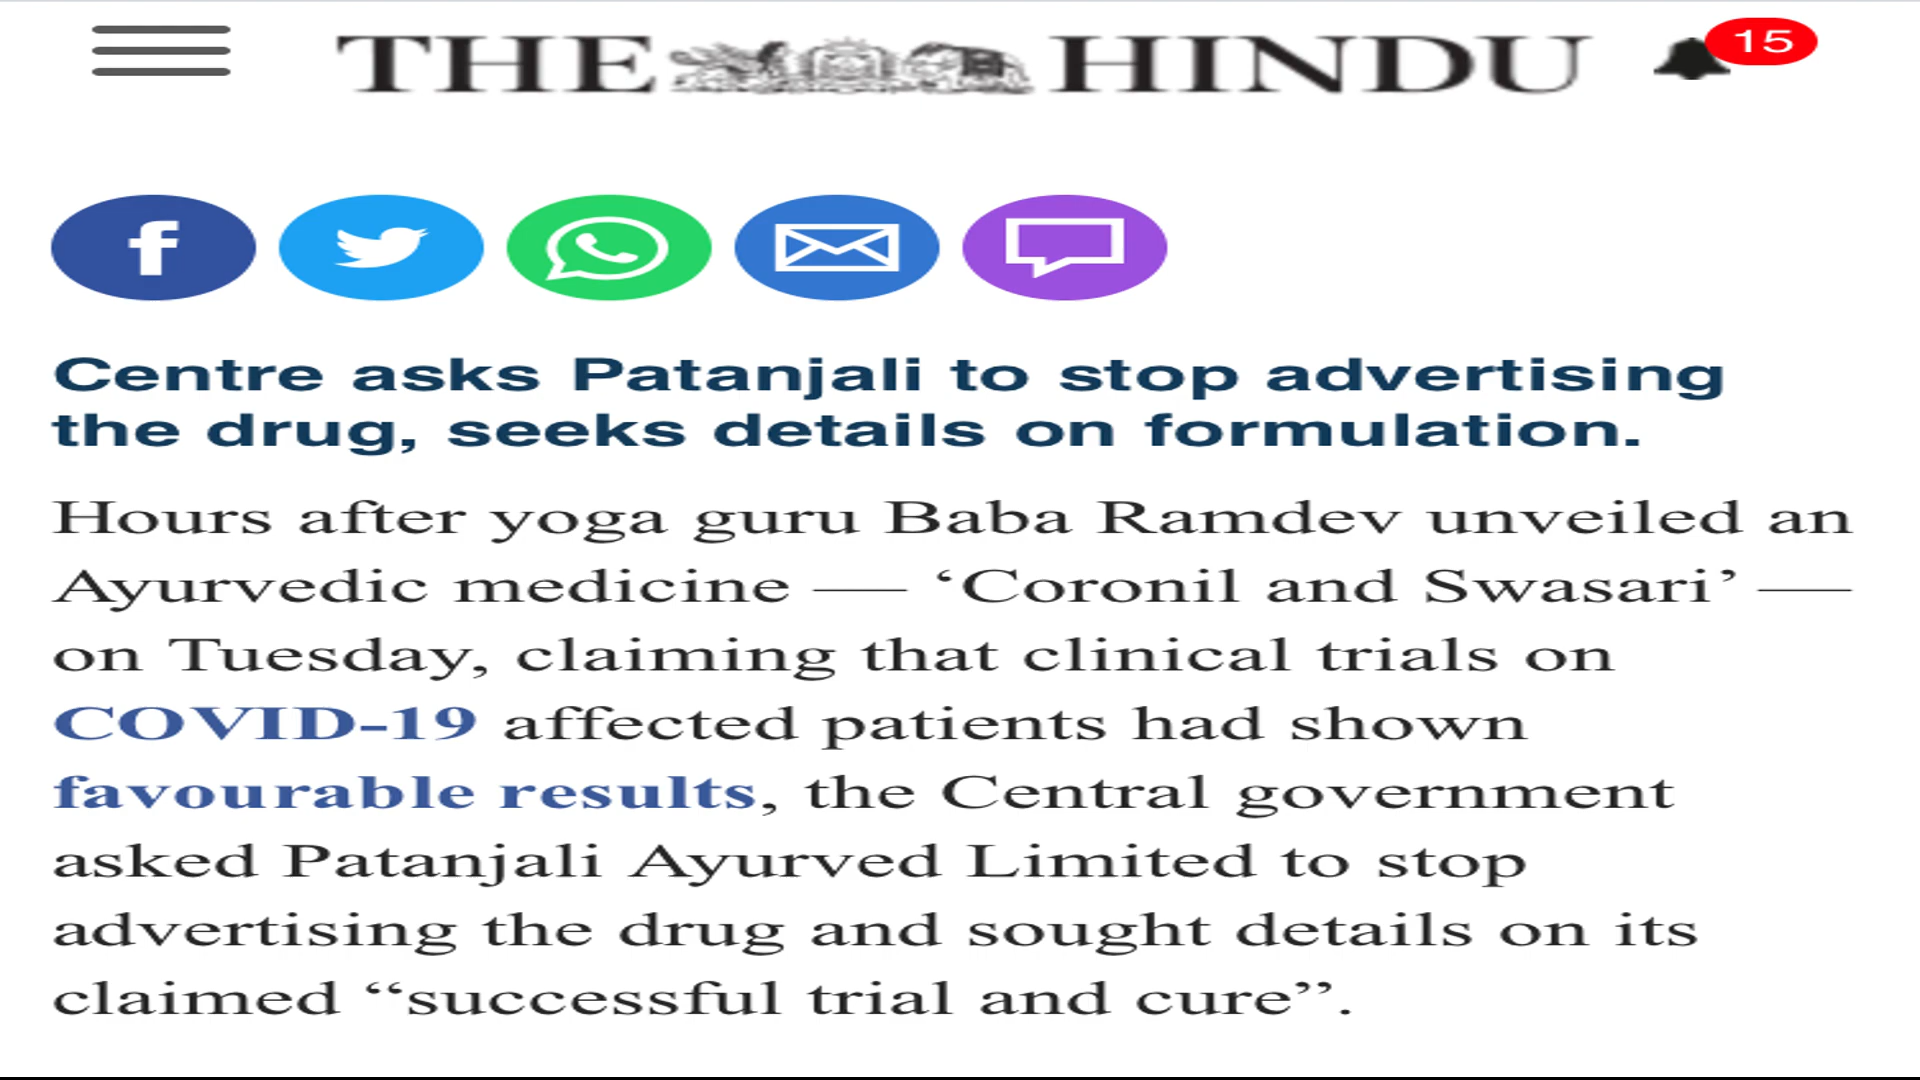 THE HINDU
15
f
Centre asks Patanjali to stop advertising
the drug, seeks details on formulation.
Hours after yoga guru Baba Ramdev unveiled an
Ayurvedic medicine — ‘Coronil and Swasari’ —
on Tuesday, claiming that clinical trials on
COVID-19 affected patients had shown
favourable results, the Central government
asked Patanjali Ayurved Limited to stop
advertising the drug and sought details on its
claimed “successful trial and cure”.